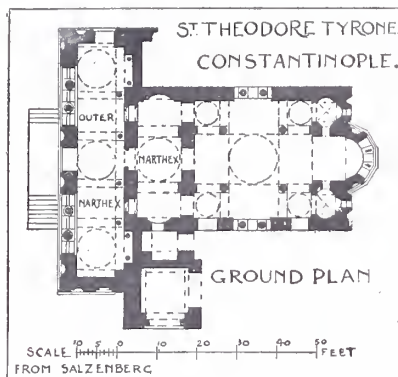 ST. THEODORE TYRONE
CONSTANTINOPLE.
OUTER
NARTHEX
NARTHEX
GROUND PLAN
10 5 0 10 20 30 40 50
SCALE FEET
FROM SALZENBERG